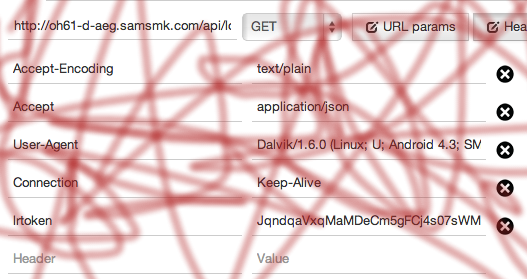 http://oh61-d-aeg.samsmk.com/api/lo GET URL params Hea
Accept-Encoding text/plain
Accept application/json
User-Agent Dalvik/1.6.0 (Linux; U; Android 4.3; SM
Connection Keep-Alive
lrtoken JqndqaVxqMaMDeCm5gFCj4s07sWM
Header Value